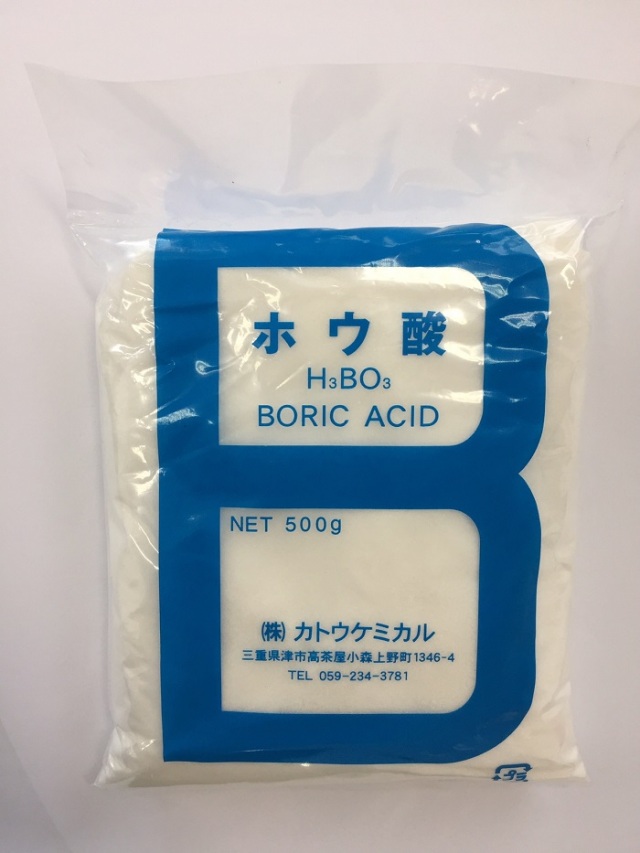 ホウ酸
H₃BO₃
BORIC ACID
NET 500g
㈱ カトウケミカル
三重県津市高茶屋小森上野町1346-4
TEL 059-234-3781
プラ